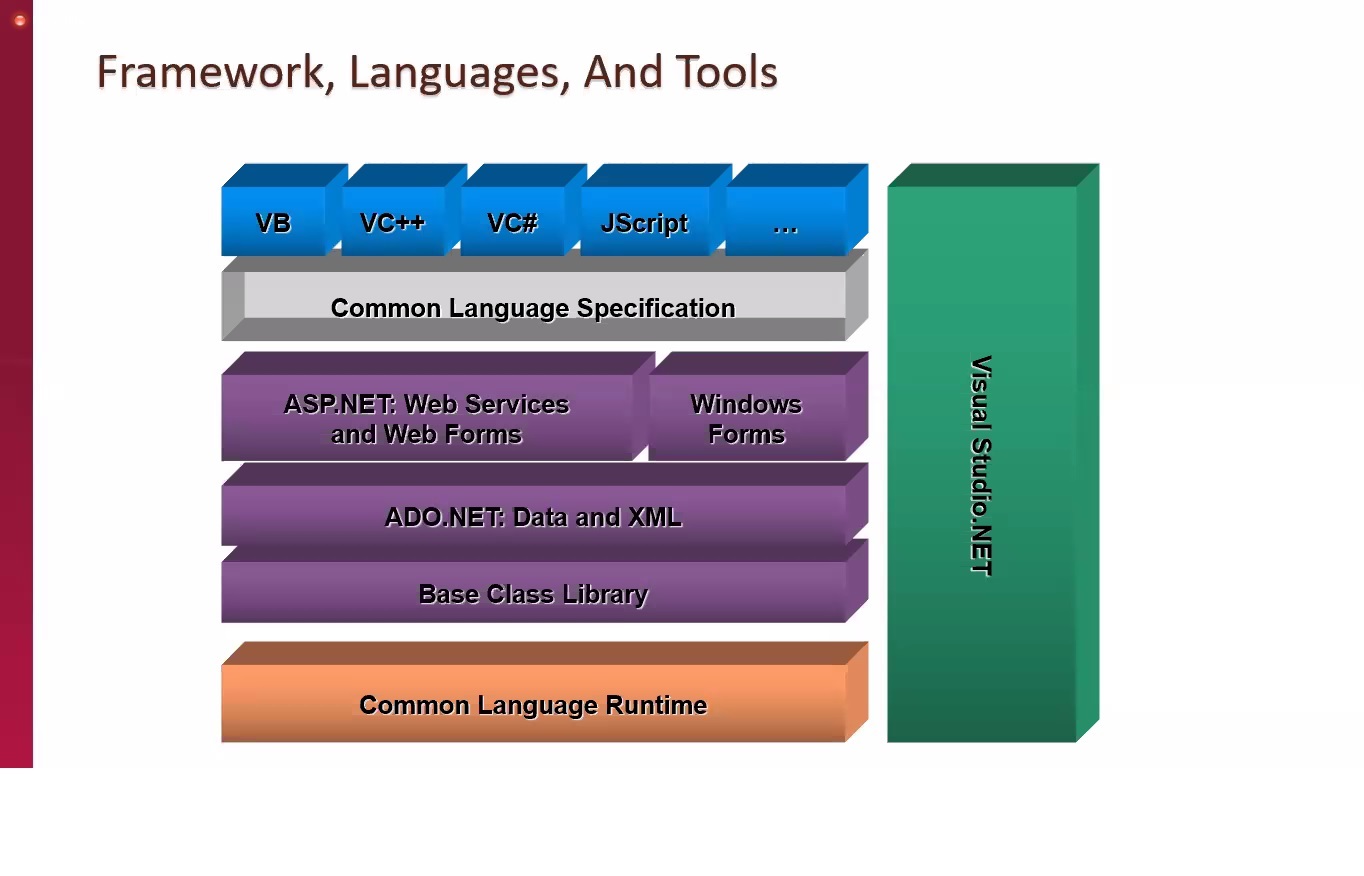 Framework, Languages, And Tools
VB
VC++
VC#
JScript
...
Common Language Specification
ASP.NET: Web Services
and Web Forms
Windows
Forms
ADO.NET: Data and XML
Base Class Library
Common Language Runtime
Visual Studio.NET